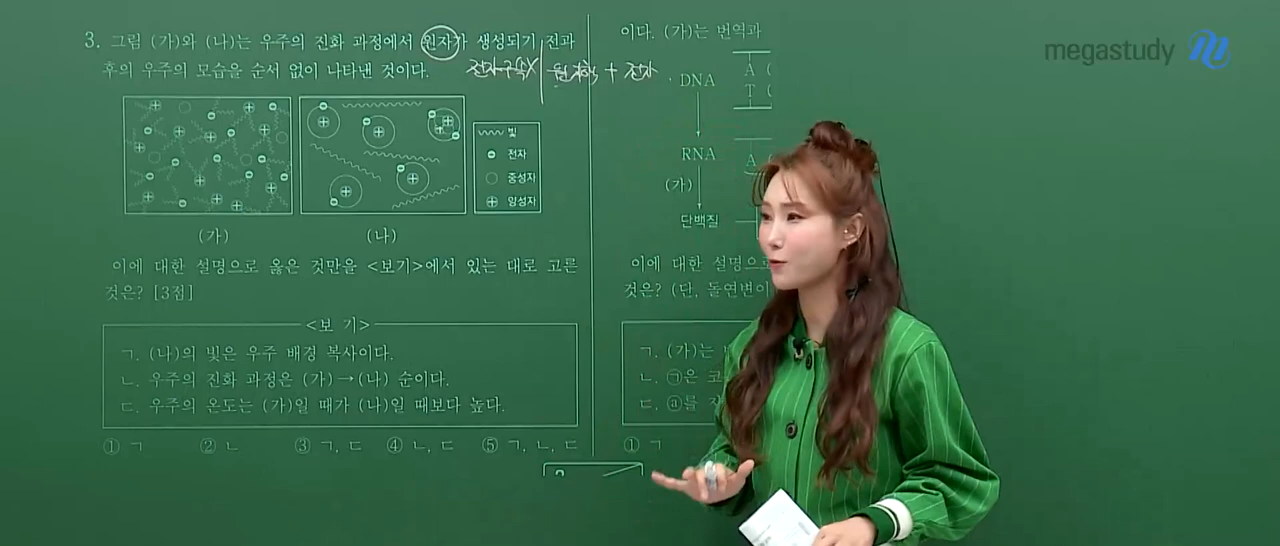 3. 그림 (가)와 (나)는 우주의 진화 과정에서 원자가 생성되기 전과
후의 우주의 모습을 순서 없이 나타낸 것이다.
전자구속X 원자핵 + 전자
빛
전자
중성자
양성자
(가)
(나)
이에 대한 설명으로 옳은 것만을 <보기>에서 있는 대로 고른
것은? [3점]
<보 기>
ㄱ. (나)의 빛은 우주 배경 복사이다.
ㄴ. 우주의 진화 과정은 (가)→(나) 순이다.
ㄷ. 우주의 온도는 (가)일 때가 (나)일 때보다 높다.
① ㄱ ② ㄴ ③ ㄱ, ㄷ ④ ㄴ, ㄷ ⑤ ㄱ, ㄴ, ㄷ
이다. (가)는 번역과
DNA
A (
T (
RNA
A (
(가)
단백질
이에 대한 설명으로
것은? (단, 돌연변이
ㄱ. (가)는
ㄴ. ㉠은 코
ㄷ. ⓐ를
① ㄱ
megastudy